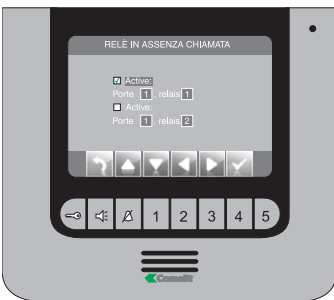 RELÈ IN ASSENZA CHIAMATA
Active:
Porte 1, relais 1
Active:
Porte 1, relais 2
1 2 3 4 5
Comelit